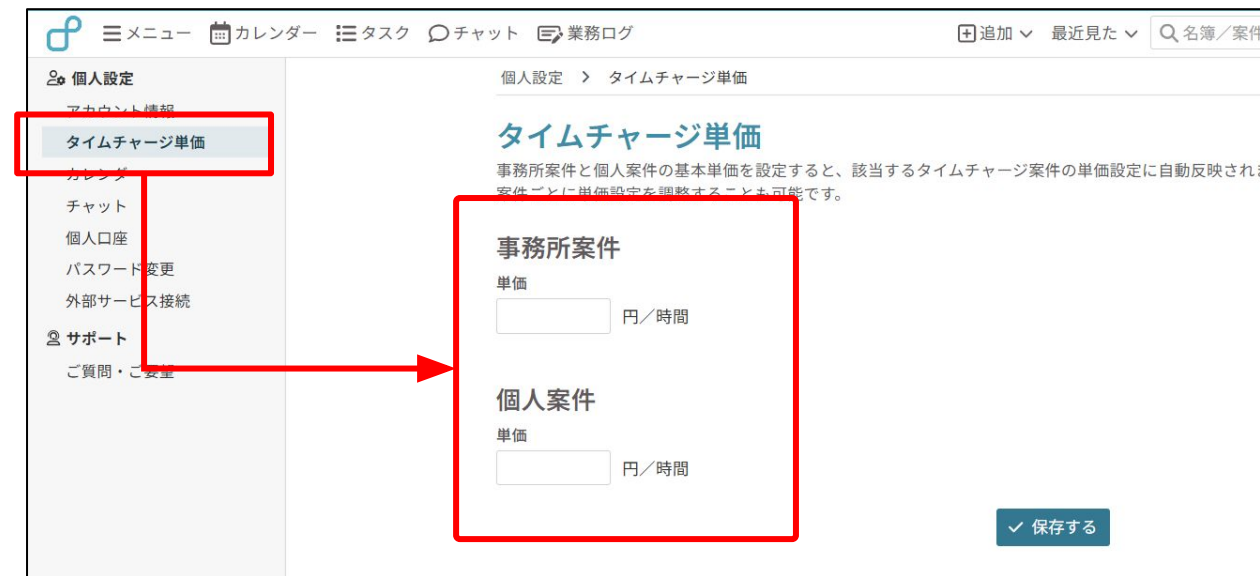 メニュー カレンダー タスク チャット 業務ログ 追加 最近見た 名簿／案件
個人設定
アカウント情報
タイムチャージ単価
カレンダー
チャット
個人口座
パスワード変更
外部サービス接続
サポート
ご質問・ご要望
個人設定 > タイムチャージ単価
タイムチャージ単価
事務所案件と個人案件の基本単価を設定すると、該当するタイムチャージ案件の単価設定に自動反映されま
案件ごとに単価設定を調整することも可能です。
事務所案件
単価
円／時間
個人案件
単価
円／時間
保存する